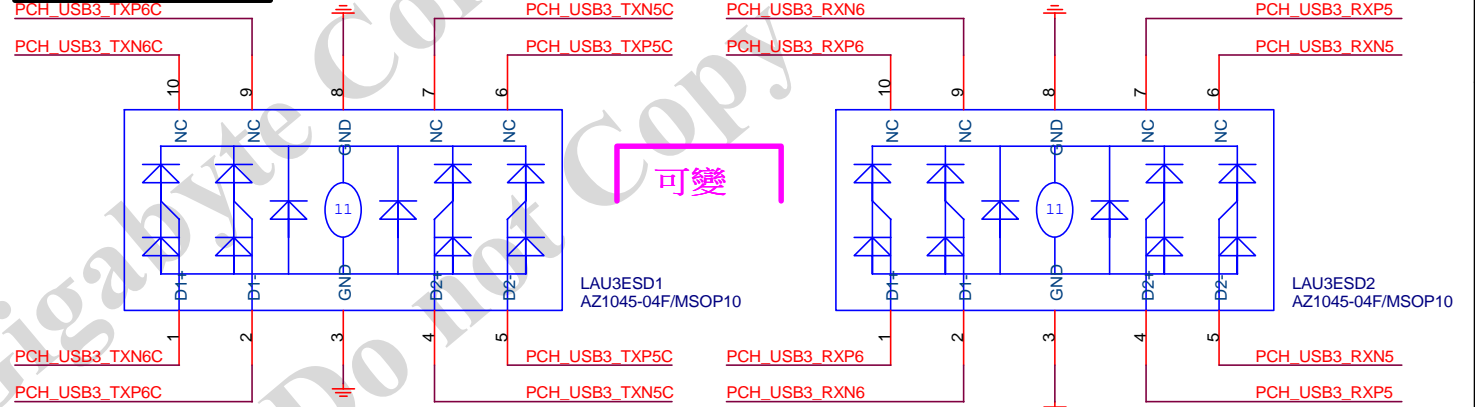 PCH_USB3_TXP6C
PCH_USB3_TXN5C
PCH_USB3_RXN6
PCH_USB3_RXP5
PCH_USB3_TXN6C
PCH_USB3_TXP5C
PCH_USB3_RXP6
PCH_USB3_RXN5
10 9 8 7 6
10 9 8 7 6
NC NC GND NC NC
NC NC GND NC NC
11
可變
11
D1+ D1- GND D2+ D2-
D1+ D1- GND D2+ D2-
LAU3ESD1
AZ1045-04F/MSOP10
LAU3ESD2
AZ1045-04F/MSOP10
1 2 3 4 5
1 2 3 4 5
PCH_USB3_TXN6C
PCH_USB3_TXP5C
PCH_USB3_RXP6
PCH_USB3_RXN5
PCH_USB3_TXP6C
PCH_USB3_TXN5C
PCH_USB3_RXN6
PCH_USB3_RXP5
Gigabyte Co
Do not Copy